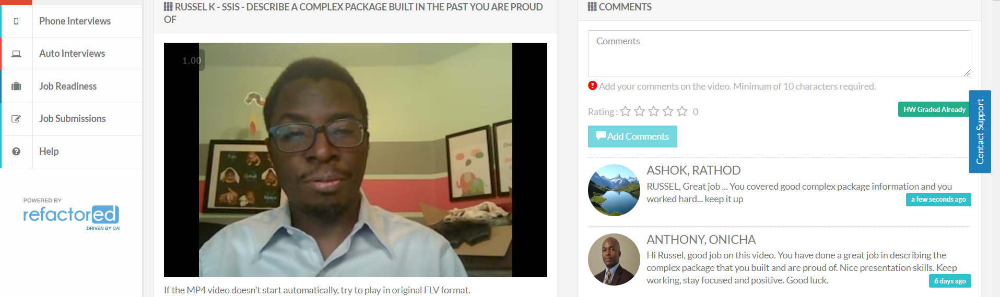 Phone Interviews
Auto Interviews
Job Readiness
Job Submissions
Help
POWERED BY
refactored
DRIVEN BY CAI
RUSSEL K - SSIS - DESCRIBE A COMPLEX PACKAGE BUILT IN THE PAST YOU ARE PROUD
OF
1.00
If the MP4 video doesn't start automatically, try to play in original FLV format.
COMMENTS
Comments
Add your comments on the video. Minimum of 10 characters required.
Rating : 0
HW Graded Already
Contact Support
Add Comments
ASHOK, RATHOD
RUSSEL, Great job ... You covered good complex package information and you
worked hard... keep it up
a few seconds ago
ANTHONY, ONICHA
Hi Russel, good job on this video. You have done a great job in describing the
complex package that you built and are proud of. Nice presentation skills. Keep
working, stay focused and positive. Good luck.
6 days ago